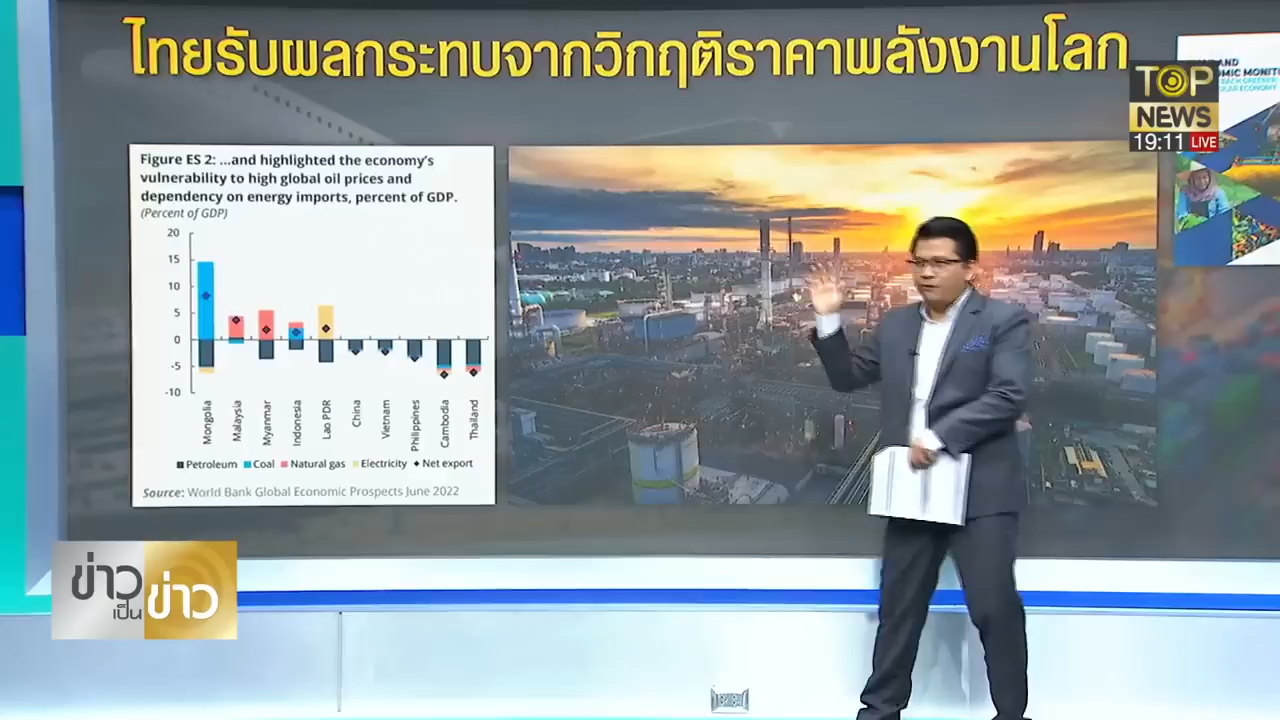 ไทยรับผลกระทบจากวิกฤติราคาพลังงานโลก
TOP
NEWS
19:11 LIVE
Figure ES 2: ...and highlighted the economy's
vulnerability to high global oil prices and
dependency on energy imports, percent of GDP.
(Percent of GDP)
20
15
10
5
0
-5
-10
Mongolia
Malaysia
Myanmar
Indonesia
Lao PDR
China
Vietnam
Philippines
Cambodia
Thailand
Petroleum Coal Natural gas Electricity Net export
Source: World Bank Global Economic Prospects June 2022
ข่าว
เป็น
ข่าว